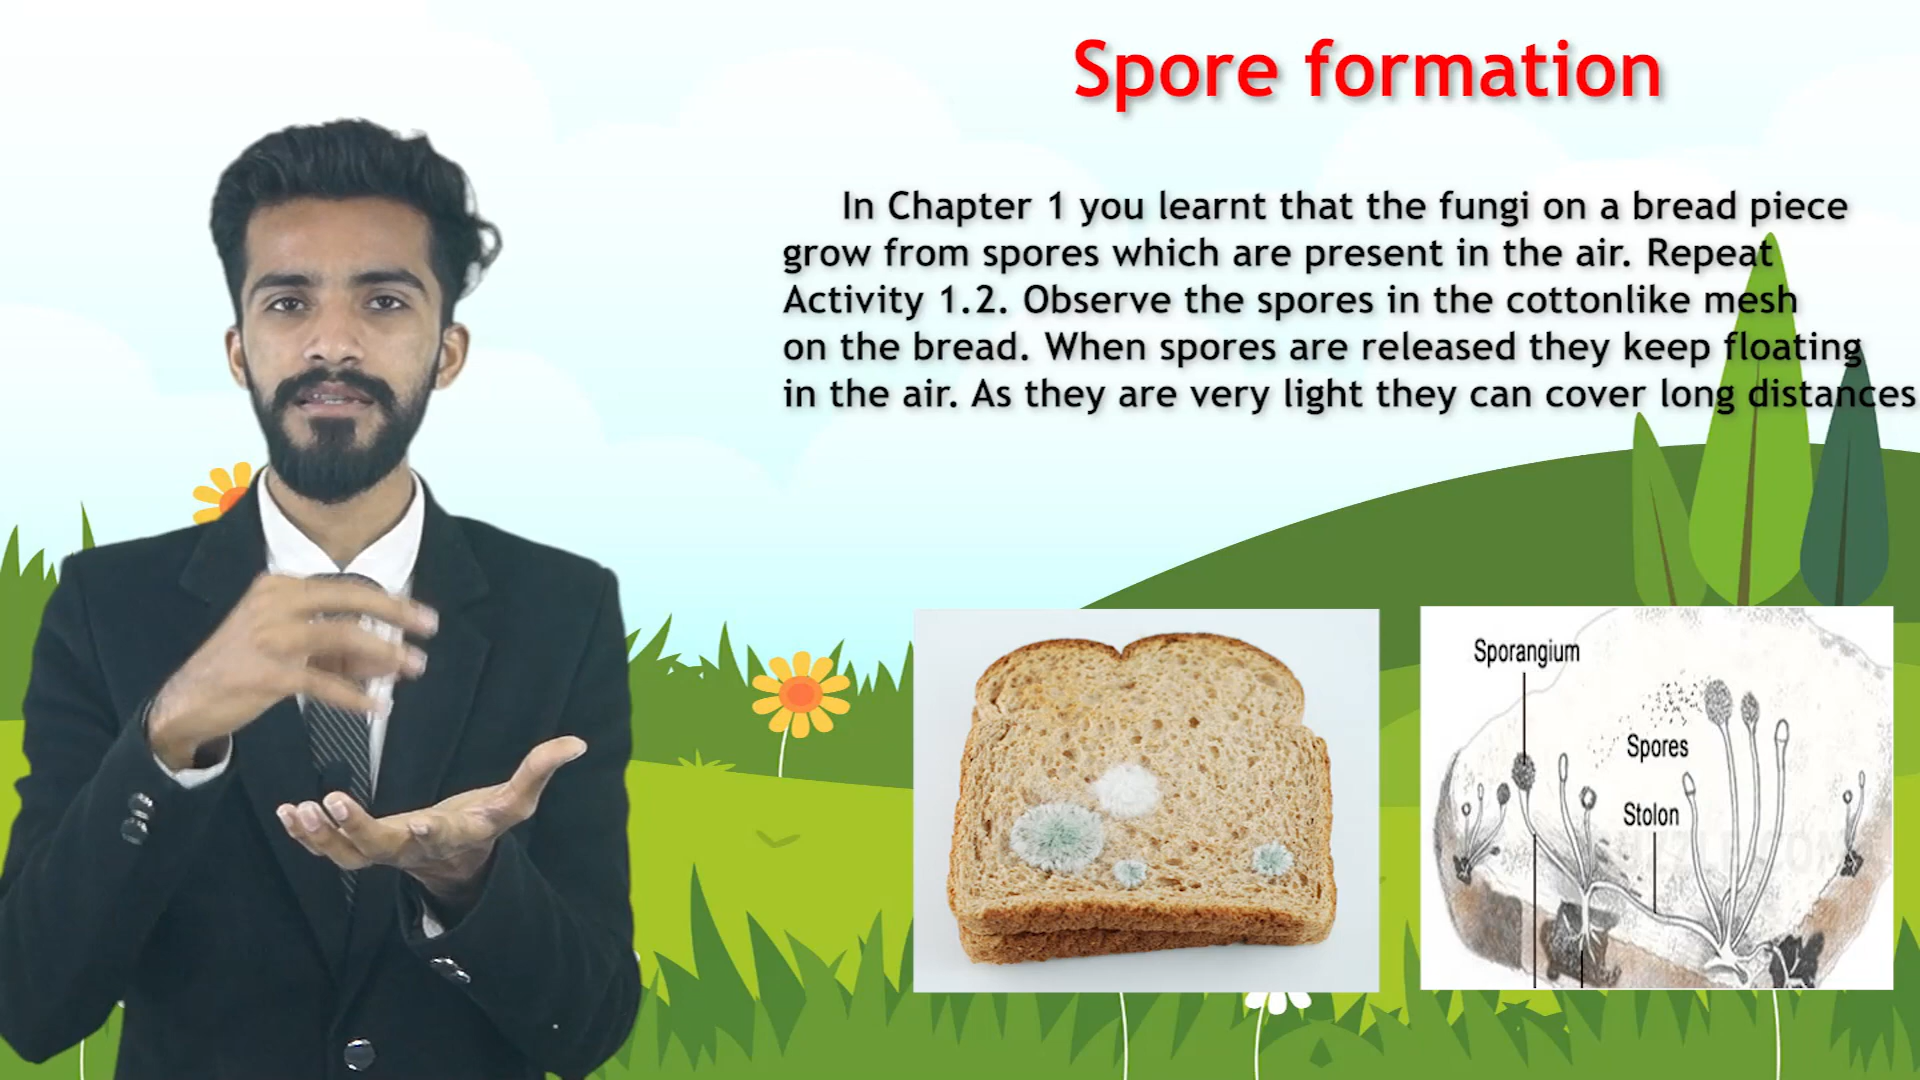 Spore formation
In Chapter 1 you learnt that the fungi on a bread piece
grow from spores which are present in the air. Repeat
Activity 1.2. Observe the spores in the cottonlike mesh
on the bread. When spores are released they keep floating
in the air. As they are very light they can cover long distances
Sporangium
Spores
Stolon